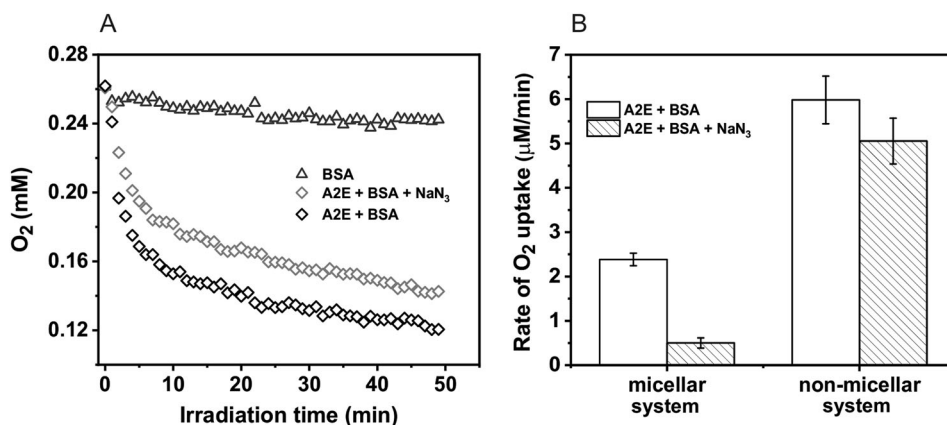 A
0.28
0.24
0.20
0.16
0.12
O₂ (mM)
BSA
A2E + BSA + NaN₃
A2E + BSA
0 10 20 30 40 50
Irradiation time (min)
B
7
6
5
4
3
2
1
0
Rate of O₂ uptake (μM/min)
A2E + BSA
A2E + BSA + NaN₃
micellar
system
non-micellar
system